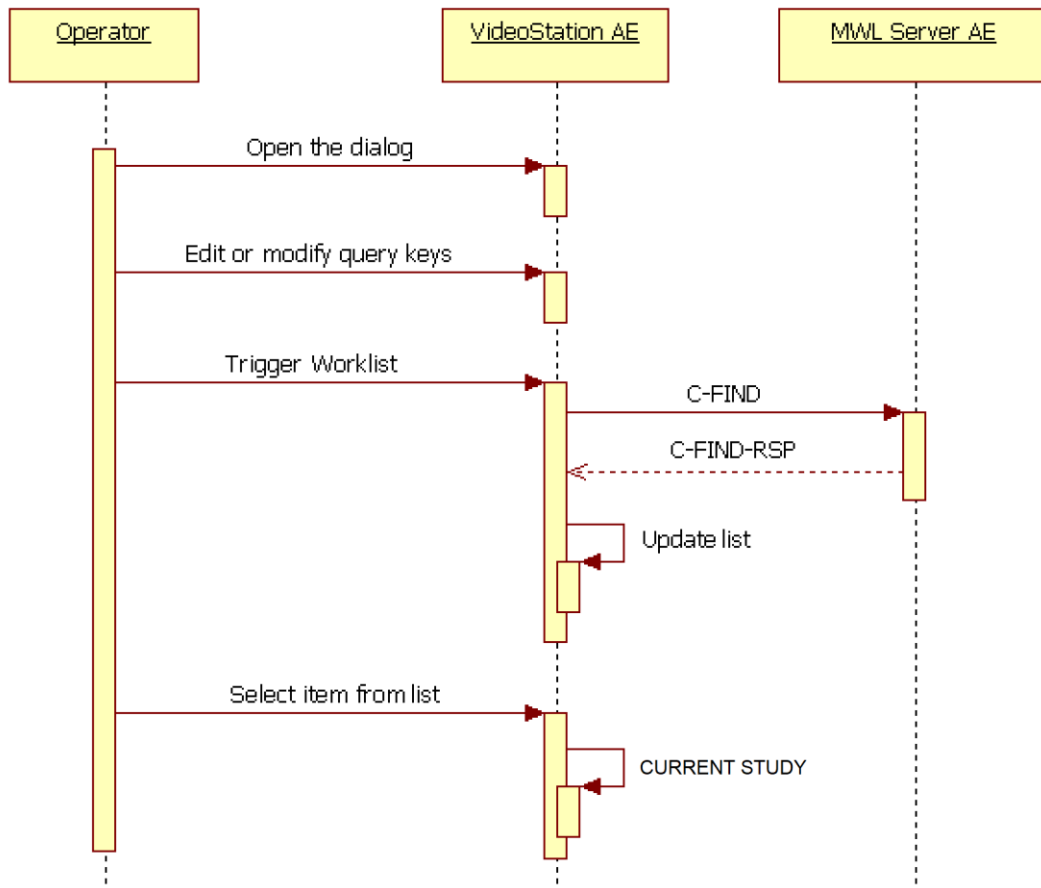 Operator
VideoStation AE
MWL Server AE
Open the dialog
Edit or modify query keys
Trigger Worklist
C-FIND
C-FIND-RSP
Update list
Select item from list
CURRENT STUDY